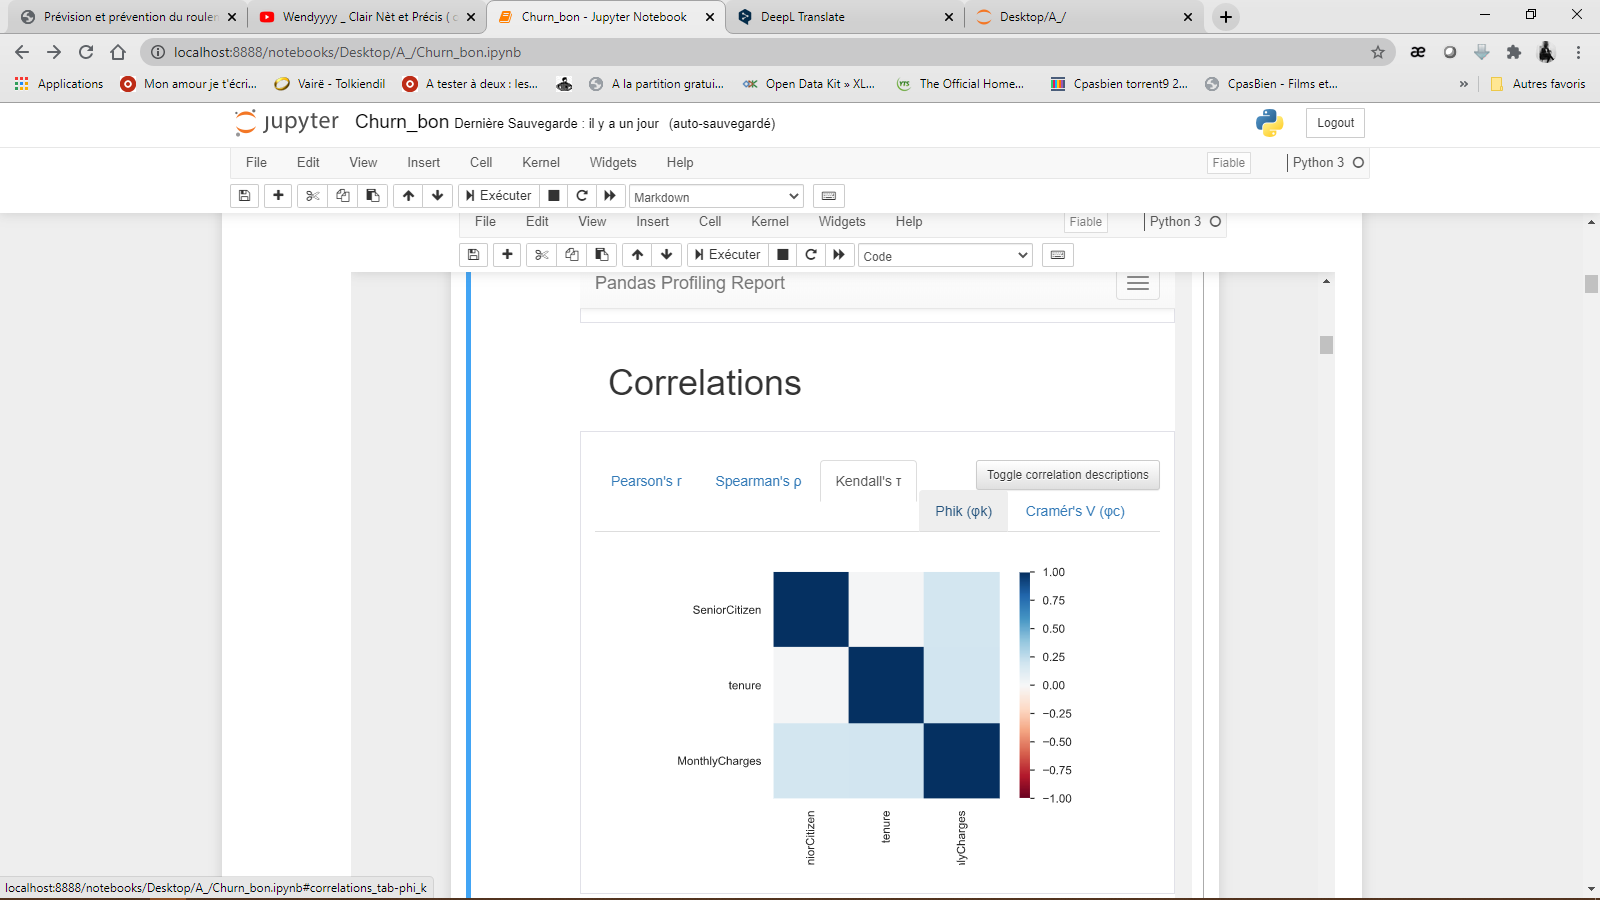 Prévision et prévention du rouler
Wendyyyy _ Clair Nèt et Précis ( c
Churn_bon - Jupyter Notebook
DeepL Translate
Desktop/A_/
localhost:8888/notebooks/Desktop/A_/Churn_bon.ipynb
Applications
Mon amour je t'écri...
Vairë - Tolkiendil
A tester à deux : les...
A la partition gratui...
Open Data Kit » XL...
The Official Home...
Cpasbien torrent9 2...
CpasBien - Films et...
»
Autres favoris
jupyter Churn_bon Dernière Sauvegarde : il y a un jour (auto-sauvegardé)
Logout
File Edit View Insert Cell Kernel Widgets Help
Fiable
Python 3
Exécuter
Markdown
File Edit View Insert Cell Kernel Widgets Help
Fiable
Python 3
Exécuter
Code
Pandas Profiling Report
Correlations
Pearson's r
Spearman's ρ
Kendall's τ
Toggle correlation descriptions
Phik (φk)
Cramér's V (φc)
SeniorCitizen
tenure
MonthlyCharges
1.00
0.75
0.50
0.25
0.00
−0.25
−0.50
−0.75
−1.00
niorCitizen
tenure
lyCharges
localhost:8888/notebooks/Desktop/A_/Churn_bon.ipynb#correlations_tab-phi_k